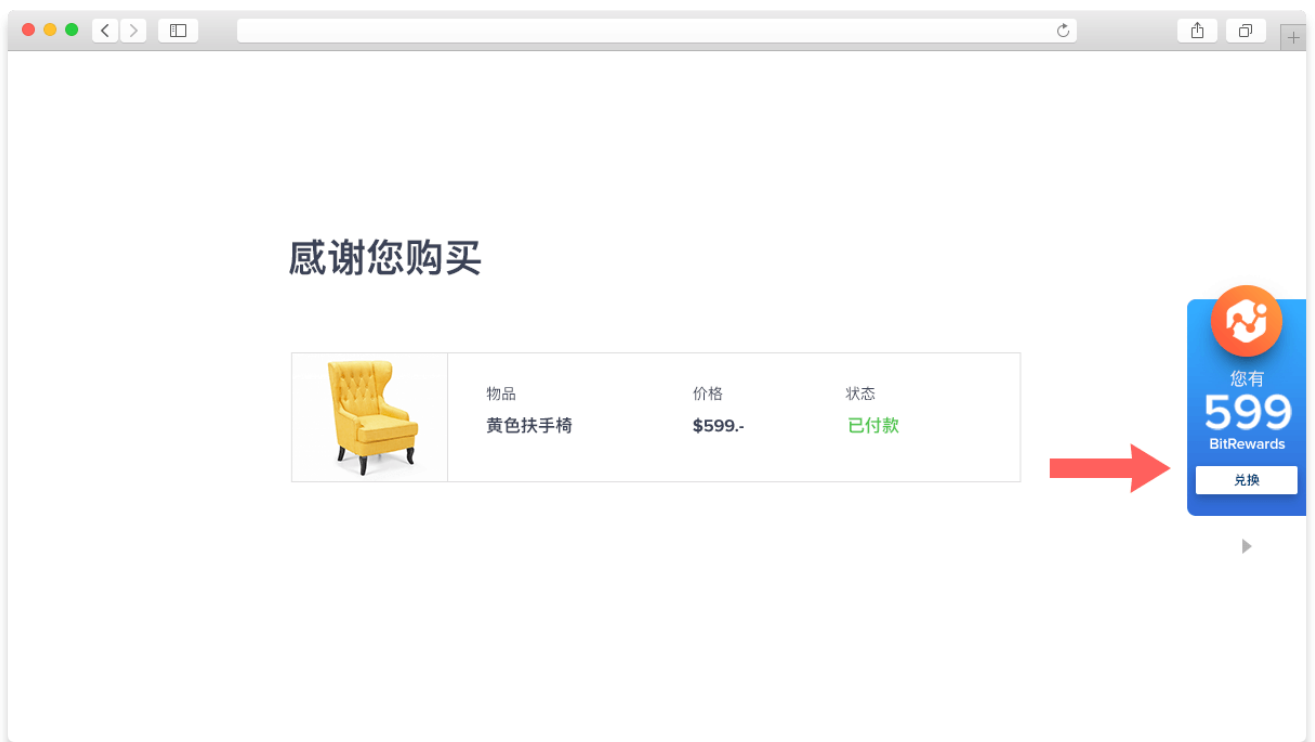 感谢您购买
物品
价格
状态
黄色扶手椅
$599.-
已付款
您有
599
BitRewards
兑换